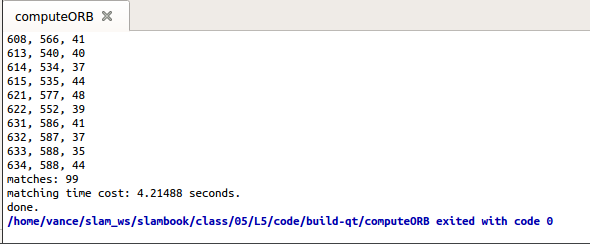 computeORB
608, 566, 41
613, 540, 40
614, 534, 37
615, 535, 44
621, 577, 48
622, 552, 39
631, 586, 41
632, 587, 37
633, 588, 35
634, 588, 44
matches: 99
matching time cost: 4.21488 seconds.
done.
/home/vance/slam_ws/slambook/class/05/L5/code/build-qt/computeORB exited with code 0